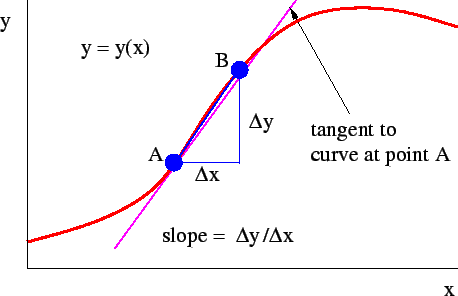 y
y = y(x)
B
Δy
tangent to
curve at point A
A
Δx
slope = Δy/Δx
x